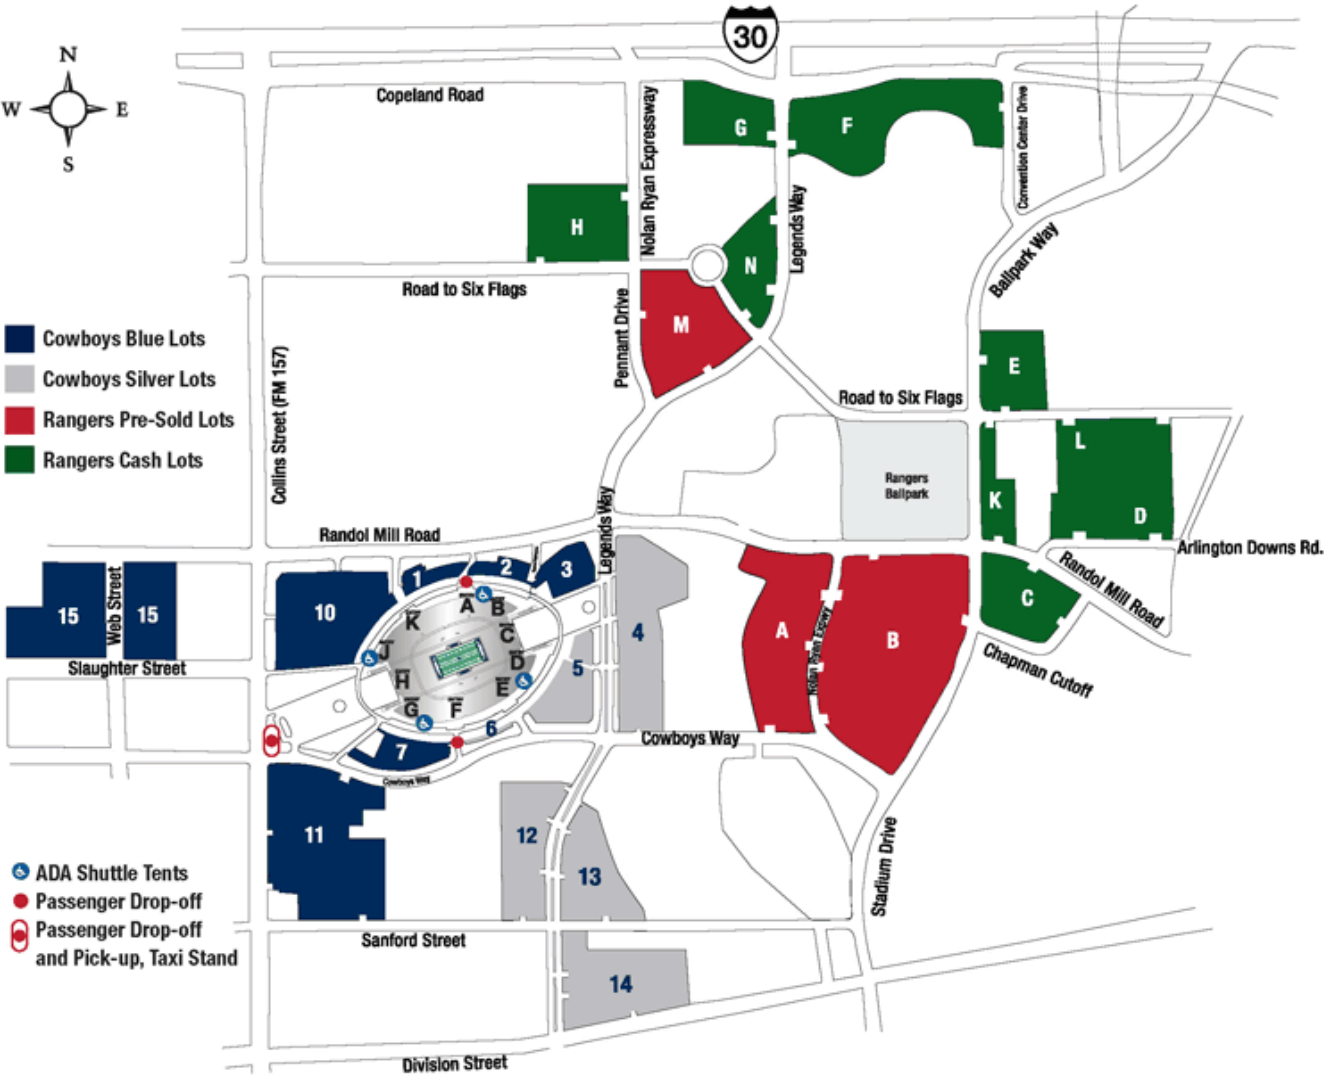 30
N
W
E
S
Copeland Road
Nolan Ryan Expressway
Convention Center Drive
G
F
H
Legends Way
N
Ballpark Way
Road to Six Flags
M
Pennant Drive
Cowboys Blue Lots
Cowboys Silver Lots
Rangers Pre-Sold Lots
Rangers Cash Lots
Collins Street (FM 157)
E
Road to Six Flags
L
Rangers
Ballpark
K
D
Legends Way
Randol Mill Road
Arlington Downs Rd.
Randol Mill Road
1
2
3
15
Web Street
15
10
4
A
B
C
Nolan Ryan Expwy
A
B
C
D
E
F
G
H
J
K
5
6
7
Slaughter Street
Chapman Cutoff
Cowboys Way
Cowboys Way
11
12
13
Stadium Drive
ADA Shuttle Tents
Passenger Drop-off
Passenger Drop-off
and Pick-up, Taxi Stand
Sanford Street
14
Division Street